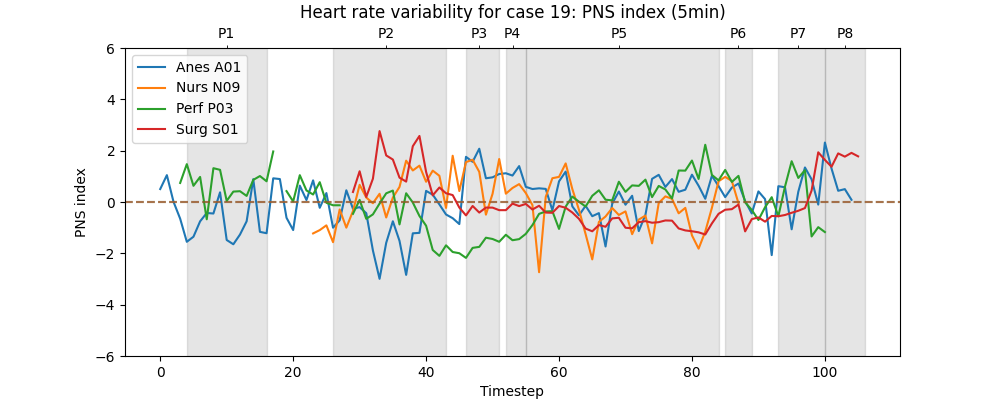 Heart rate variability for case 19: PNS index (5min)
P1 P2 P3 P4 P5 P6 P7 P8
6
4
2
0
−2
−4
−6
PNS index
Anes A01
Nurs N09
Perf P03
Surg S01
0 20 40 60 80 100
Timestep